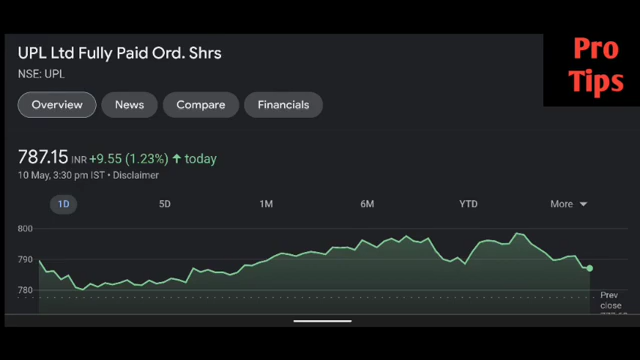 UPL Ltd Fully Paid Ord. Shrs
NSE: UPL
Pro
Tips
Overview
News
Compare
Financials
787.15 INR +9.55 (1.23%) ↑ today
10 May, 3:30 pm IST • Disclaimer
1D
5D
1M
6M
YTD
More
800
790
780
Prev
close